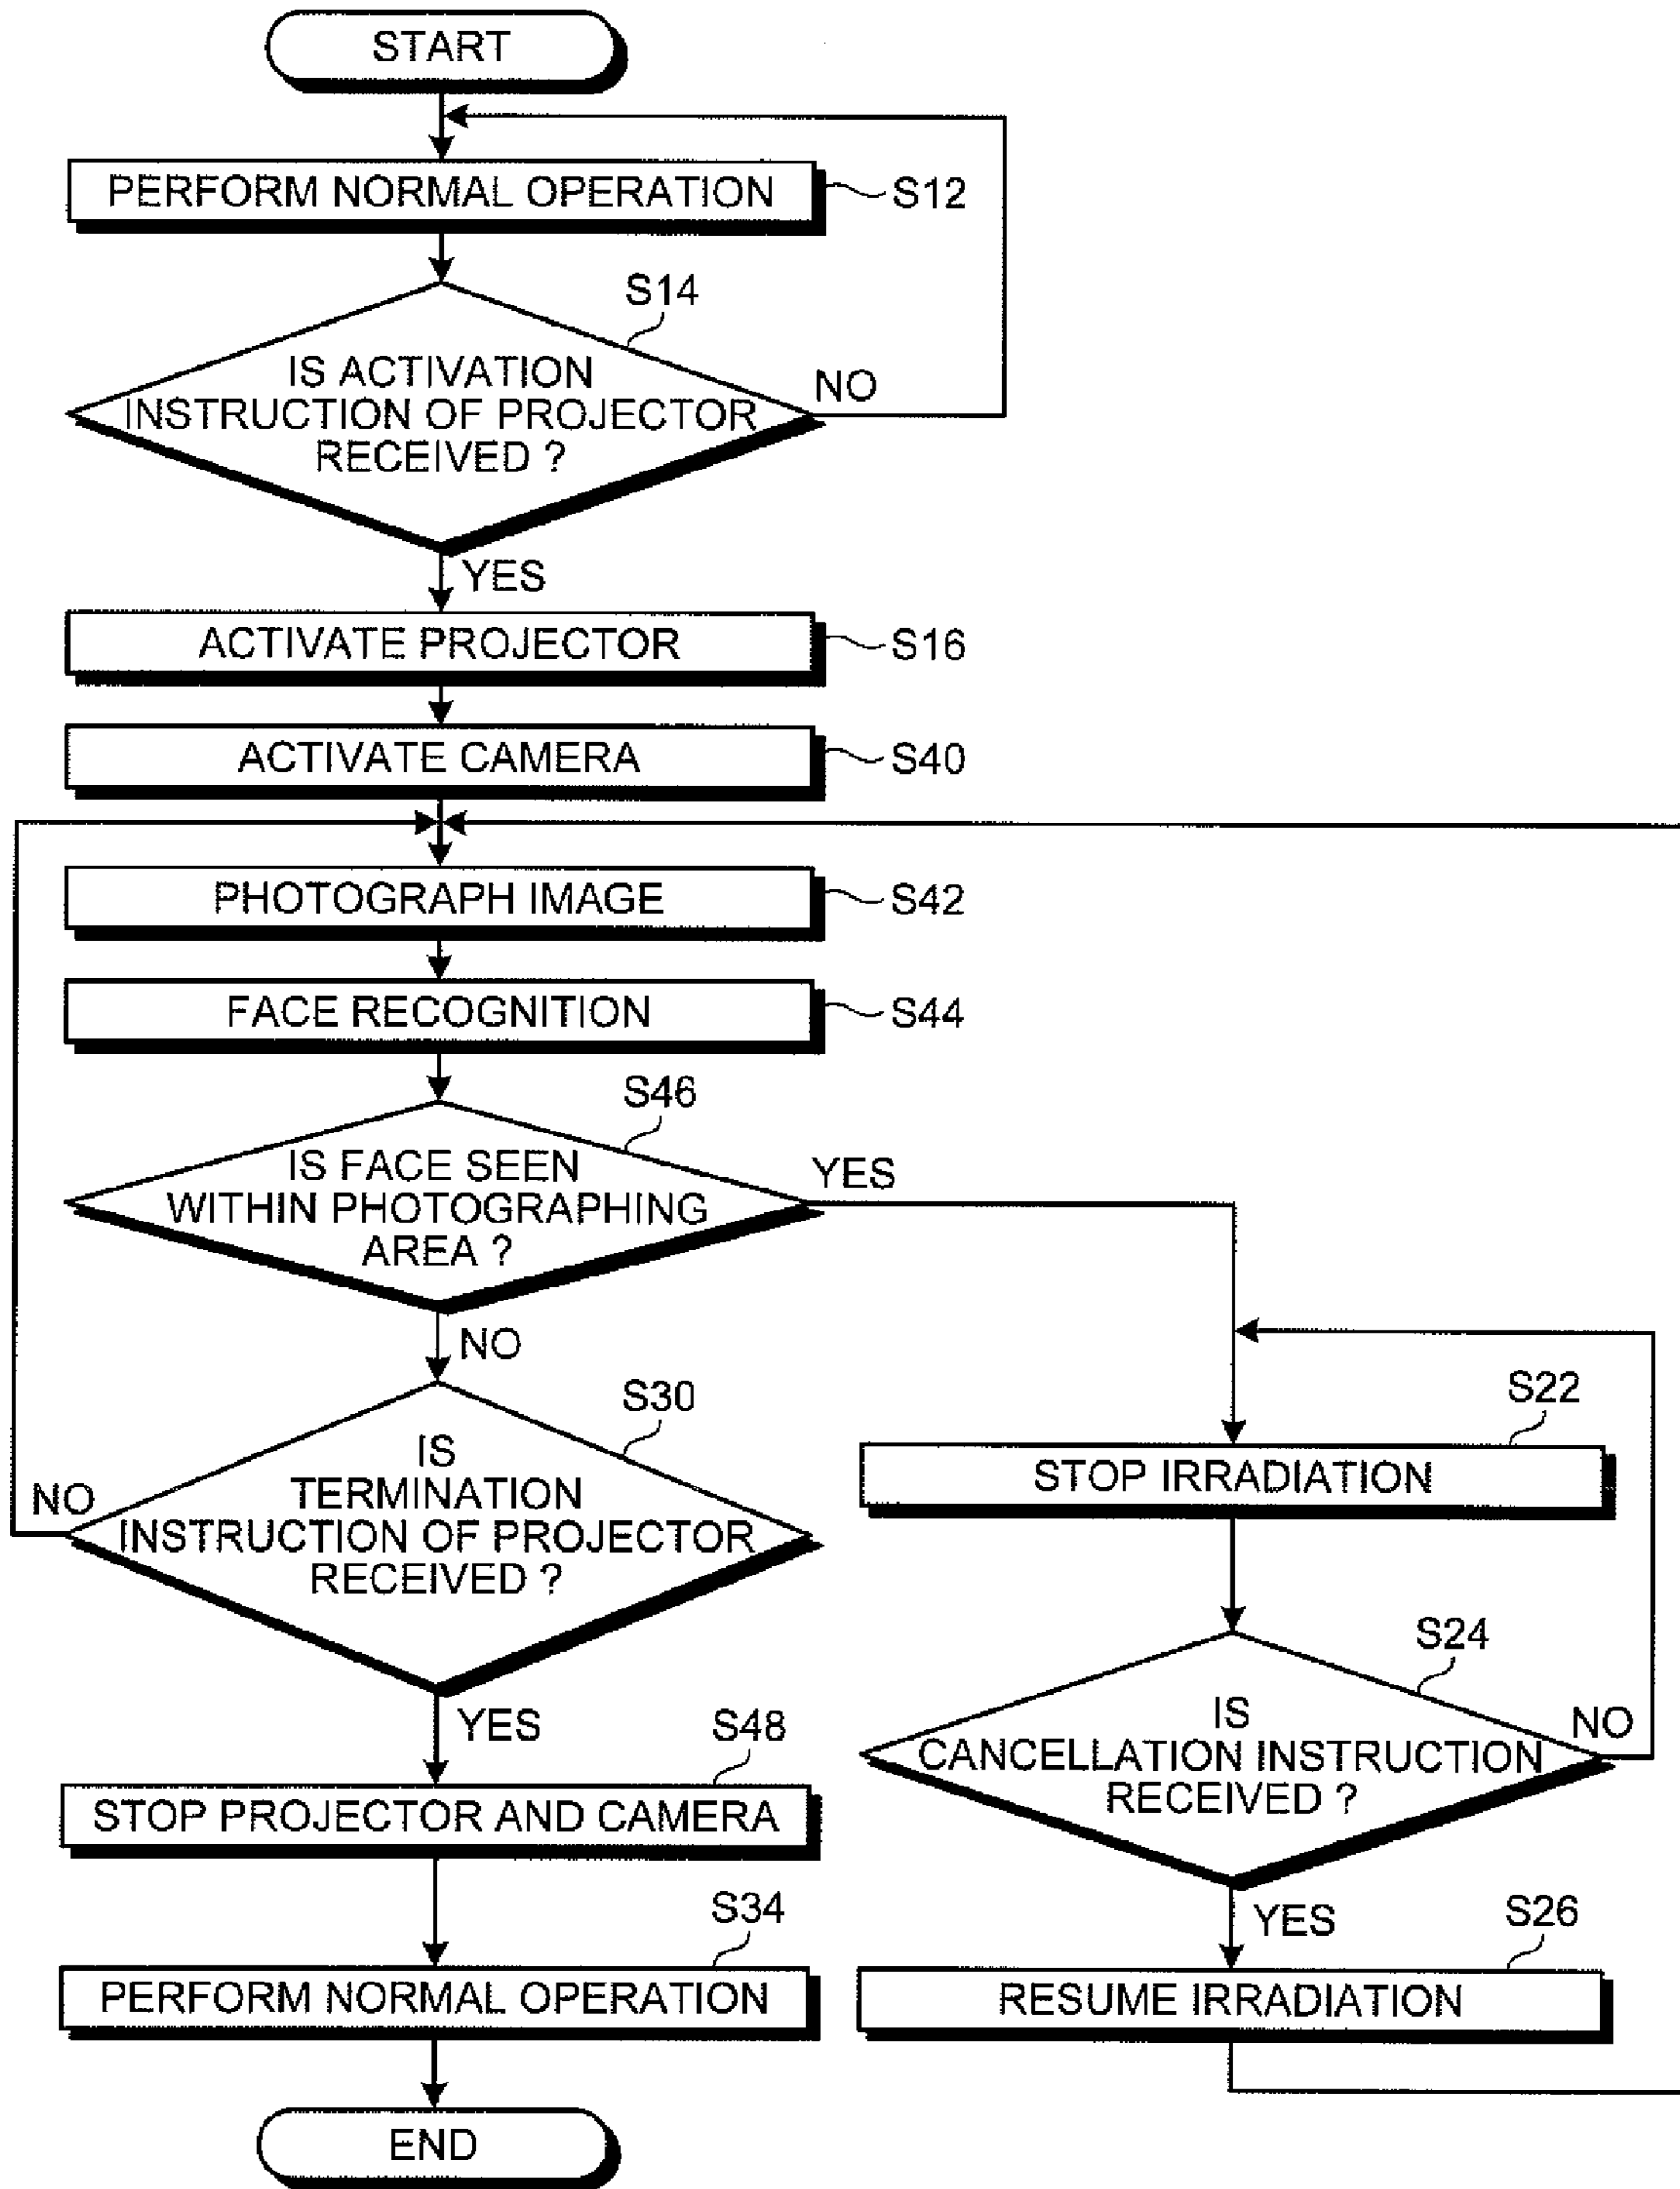 START
PERFORM NORMAL OPERATION
S12
S14
IS ACTIVATION
INSTRUCTION OF PROJECTOR
RECEIVED ?
NO
YES
ACTIVATE PROJECTOR
S16
ACTIVATE CAMERA
S40
PHOTOGRAPH IMAGE
S42
FACE RECOGNITION
S44
S46
IS FACE SEEN
WITHIN PHOTOGRAPHING
AREA ?
YES
NO
S30
IS
TERMINATION
INSTRUCTION OF PROJECTOR
RECEIVED ?
NO
YES
S48
STOP PROJECTOR AND CAMERA
S34
PERFORM NORMAL OPERATION
END
S22
STOP IRRADIATION
S24
IS
CANCELLATION INSTRUCTION
RECEIVED ?
NO
YES
S26
RESUME IRRADIATION